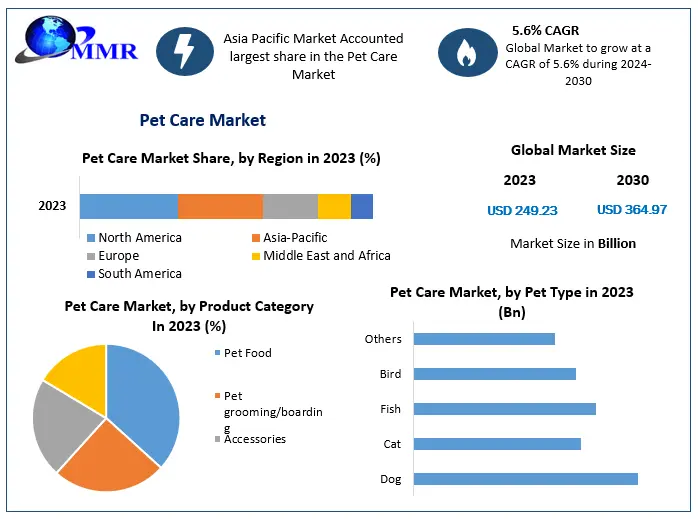 MMR
Asia Pacific Market Accounted
largest share in the Pet Care
Market
5.6% CAGR
Global Market to grow at a
CAGR of 5.6% during 2024-
2030
Pet Care Market
Pet Care Market Share, by Region in 2023 (%)
2023
North America
Asia-Pacific
Europe
Middle East and Africa
South America
Global Market Size
2023
2030
USD 249.23
USD 364.97
Market Size in Billion
Pet Care Market, by Product Category
In 2023 (%)
Pet Food
Pet
grooming/boardin
g
Accessories
Pet Care Market, by Pet Type in 2023
(Bn)
Others
Bird
Fish
Cat
Dog